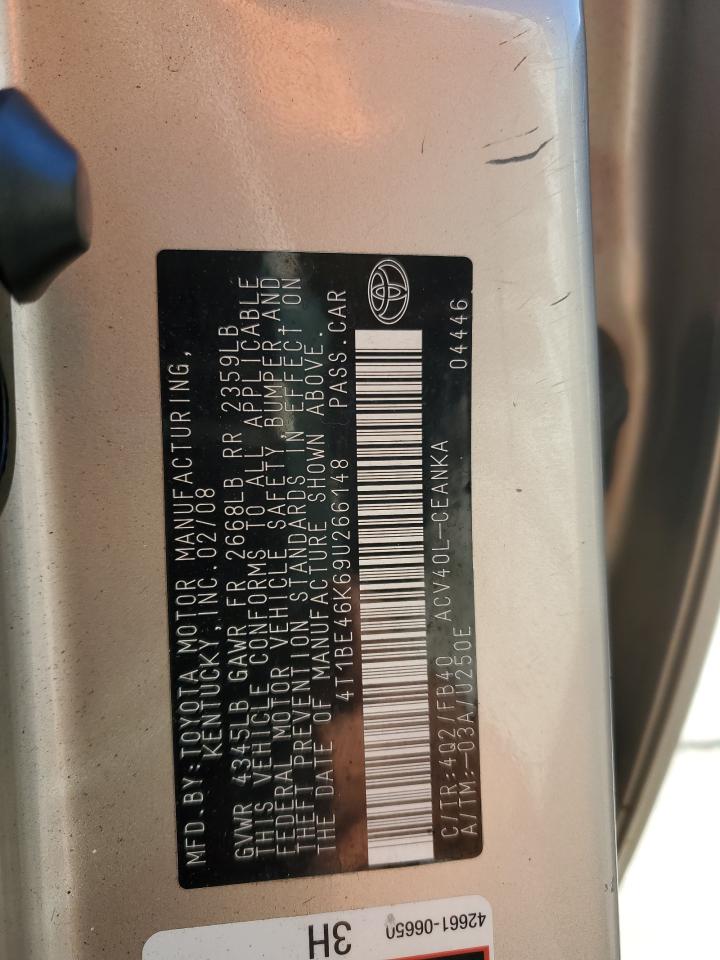 MFD.BY:TOYOTA MOTOR MANUFACTURING,
KENTUCKY, INC.02/08
GVWR 4345LB GAWR FR 2668LB RR 2359LB
THIS VEHICLE CONFORMS TO ALL APPLICABLE
FEDERAL MOTOR VEHICLE SAFETY,BUMPER AND
THEFT PREVENTION STANDARDS IN EFFECT ON
THE DATE OF MANUFACTURE SHOWN ABOVE.
4T1BE46K69U266148 PASS.CAR
C/TR:4Q2/FB40 ACV40L-CEANKA 04446
A/TM:-03A/U250E
42661-06650
3H